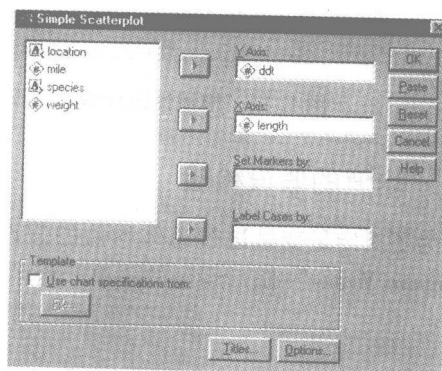 Simple Scatterplot
location
mile
species
weight
Y Axis:
ddt
X Axis:
length
Set Markers by:
Label Cases by:
OK
Paste
Reset
Cancel
Help
Template
Use chart specifications from:
File...
Titles...
Options...